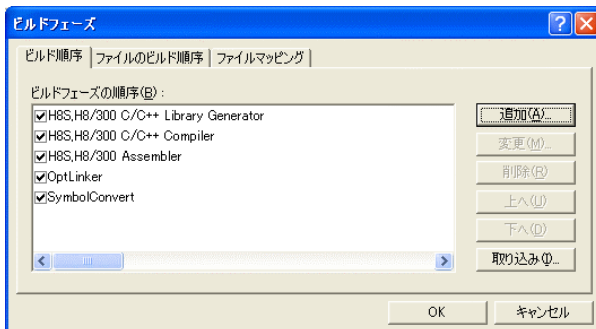 ビルドフェーズ
ビルド順序 ファイルのビルド順序 ファイルマッピング
ビルドフェーズの順序(B):
H8S,H8/300 C/C++ Library Generator
H8S,H8/300 C/C++ Compiler
H8S,H8/300 Assembler
OptLinker
SymbolConvert
追加(A)...
変更(M)...
削除(R)
上へ(U)
下へ(D)
取り込み(I)...
OK キャンセル